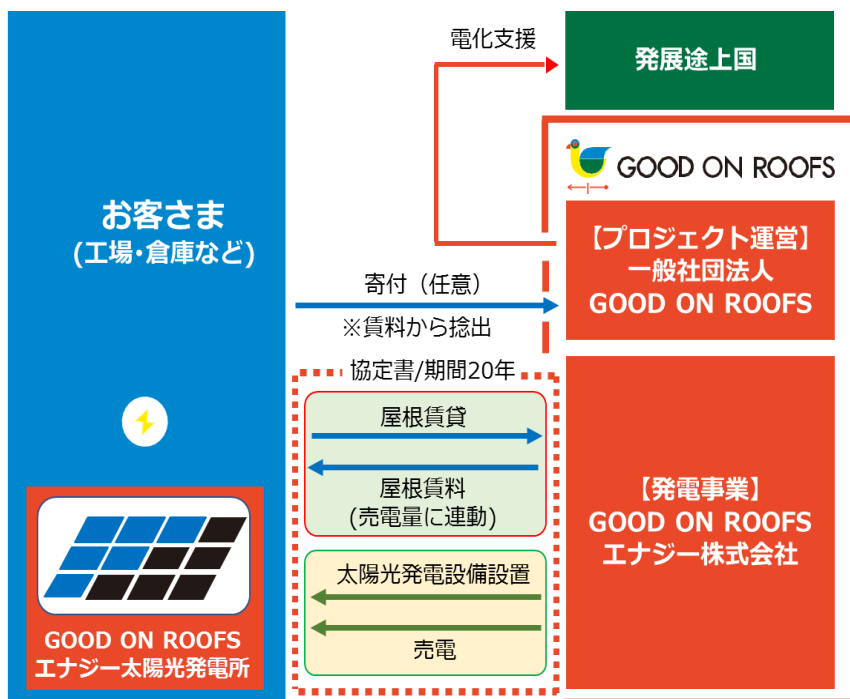 電化支援
発展途上国
GOOD ON ROOFS
お客さま
(工場・倉庫など)
【プロジェクト運営】
一般社団法人
GOOD ON ROOFS
寄付（任意）
※賃料から捻出
協定書/期間20年
屋根賃貸
屋根賃料
(売電量に連動)
【発電事業】
GOOD ON ROOFS
エナジー株式会社
太陽光発電設備設置
売電
GOOD ON ROOFS
エナジー太陽光発電所